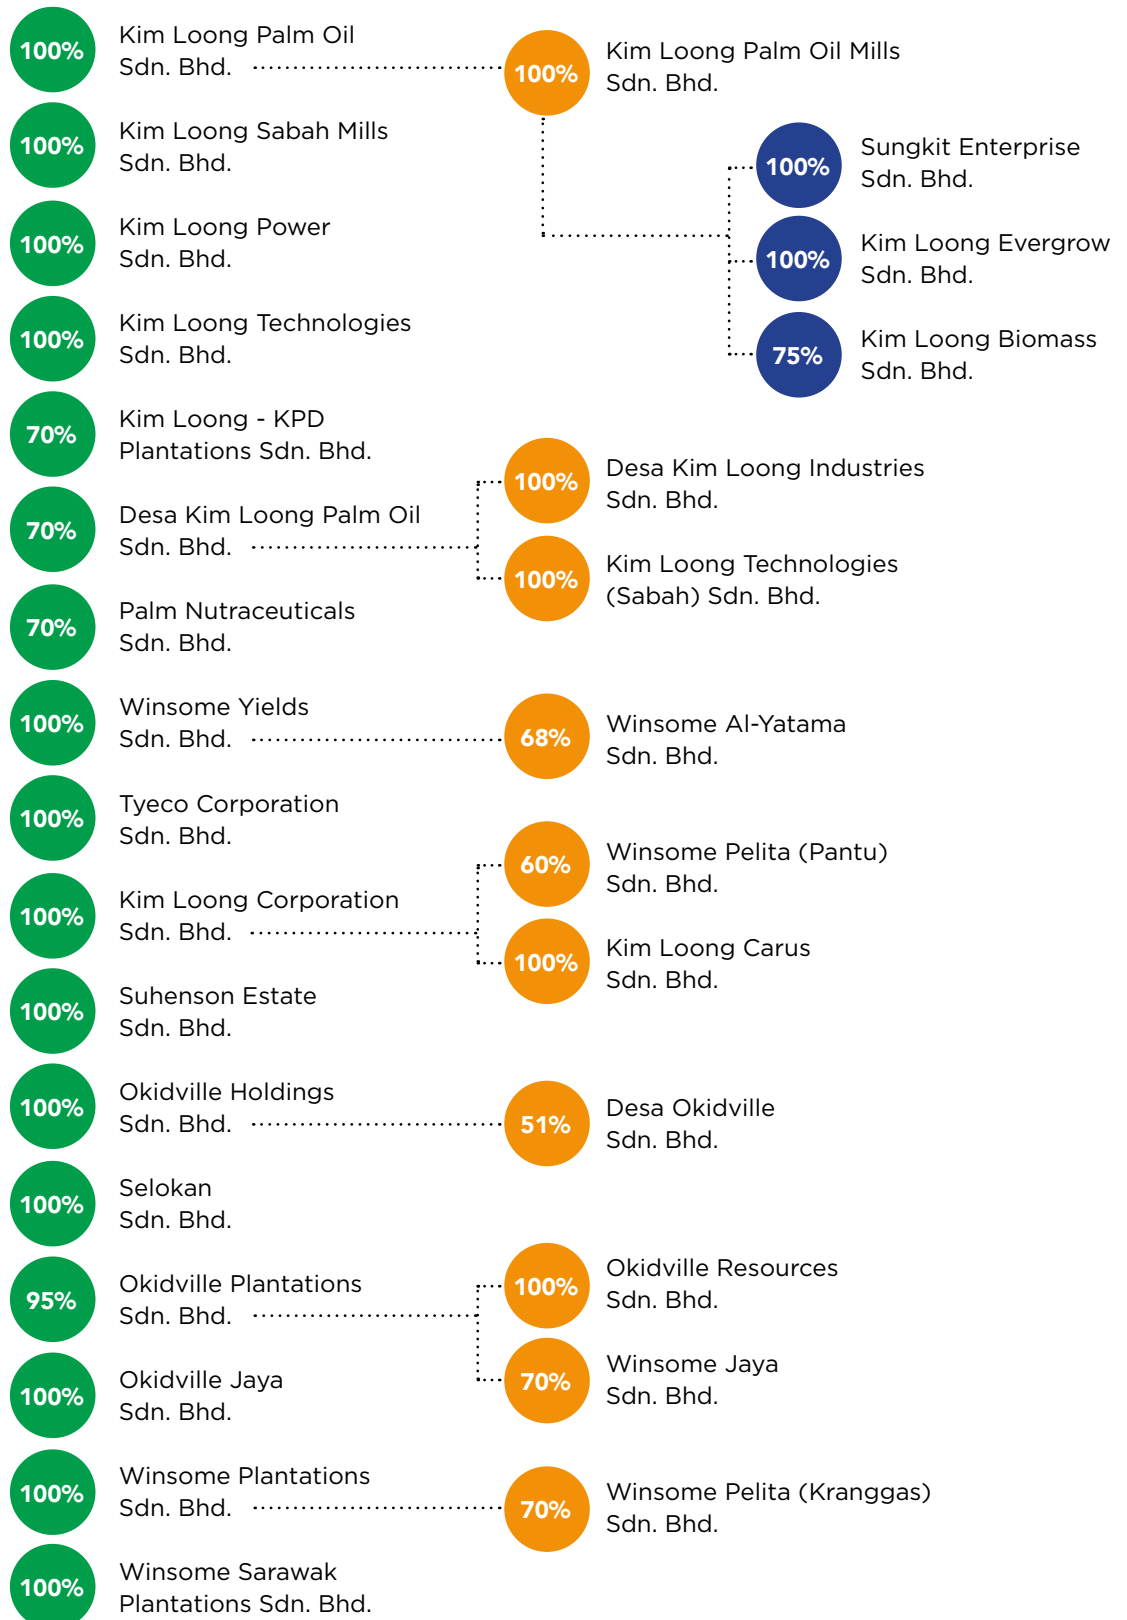 100%
Kim Loong Palm Oil
Sdn. Bhd.
100%
Kim Loong Palm Oil Mills
Sdn. Bhd.
100%
Sungkit Enterprise
Sdn. Bhd.
100%
Kim Loong Evergrow
Sdn. Bhd.
75%
Kim Loong Biomass
Sdn. Bhd.
100%
Kim Loong Sabah Mills
Sdn. Bhd.
100%
Kim Loong Power
Sdn. Bhd.
100%
Kim Loong Technologies
Sdn. Bhd.
70%
Kim Loong - KPD
Plantations Sdn. Bhd.
70%
Desa Kim Loong Palm Oil
Sdn. Bhd.
100%
Desa Kim Loong Industries
Sdn. Bhd.
100%
Kim Loong Technologies
(Sabah) Sdn. Bhd.
70%
Palm Nutraceuticals
Sdn. Bhd.
100%
Winsome Yields
Sdn. Bhd.
68%
Winsome Al-Yatama
Sdn. Bhd.
100%
Tyeco Corporation
Sdn. Bhd.
100%
Kim Loong Corporation
Sdn. Bhd.
60%
Winsome Pelita (Pantu)
Sdn. Bhd.
100%
Kim Loong Carus
Sdn. Bhd.
100%
Suhenson Estate
Sdn. Bhd.
100%
Okidville Holdings
Sdn. Bhd.
51%
Desa Okidville
Sdn. Bhd.
100%
Selokan
Sdn. Bhd.
95%
Okidville Plantations
Sdn. Bhd.
100%
Okidville Resources
Sdn. Bhd.
70%
Winsome Jaya
Sdn. Bhd.
100%
Okidville Jaya
Sdn. Bhd.
100%
Winsome Plantations
Sdn. Bhd.
70%
Winsome Pelita (Kranggas)
Sdn. Bhd.
100%
Winsome Sarawak
Plantations Sdn. Bhd.